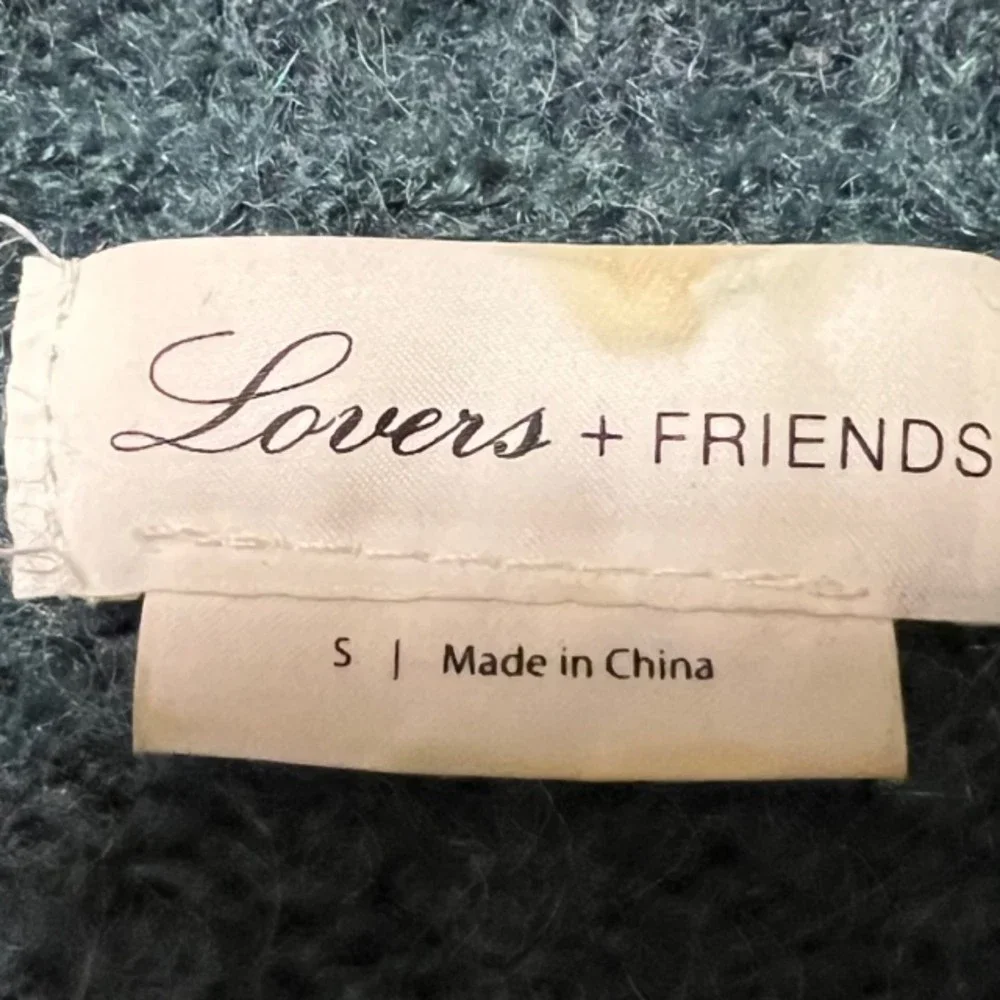 Lovers + FRIENDS
S | Made in China